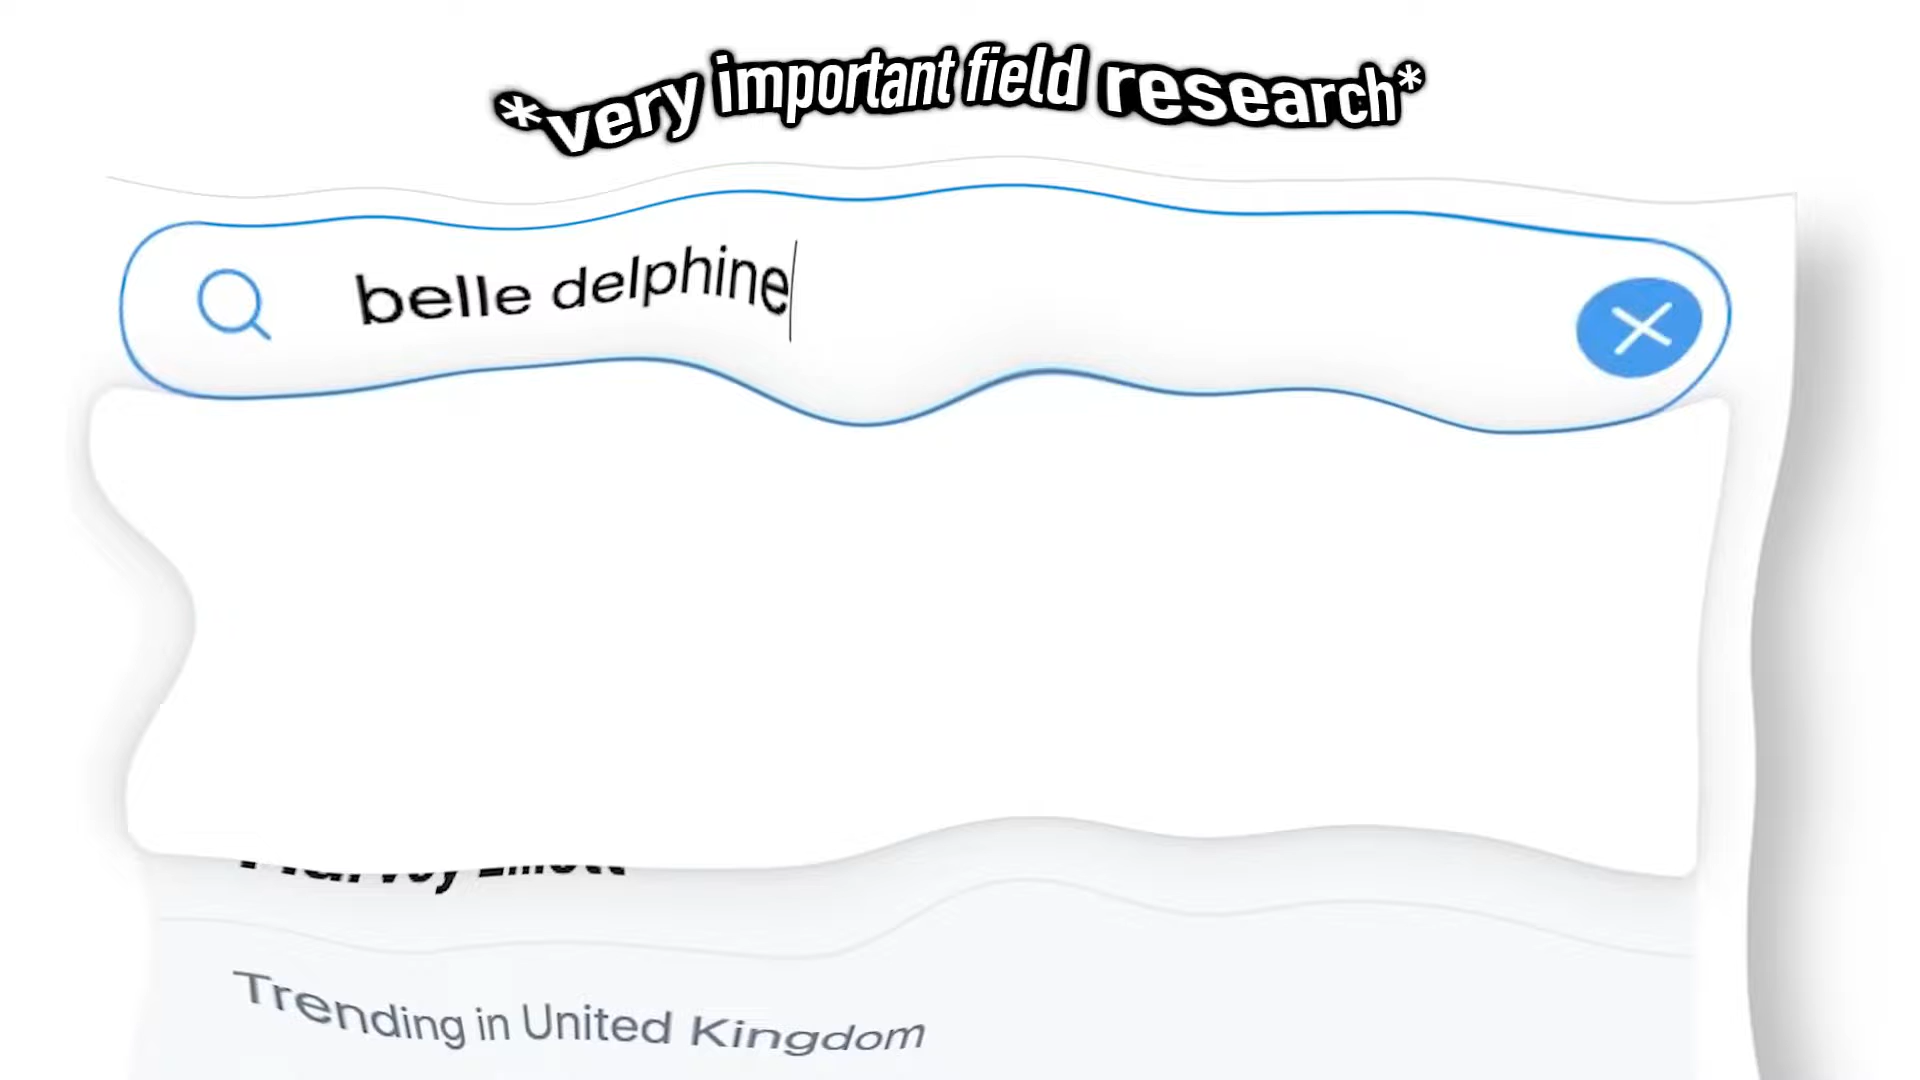 *very important field research*
belle delphine
Trending in United Kingdom